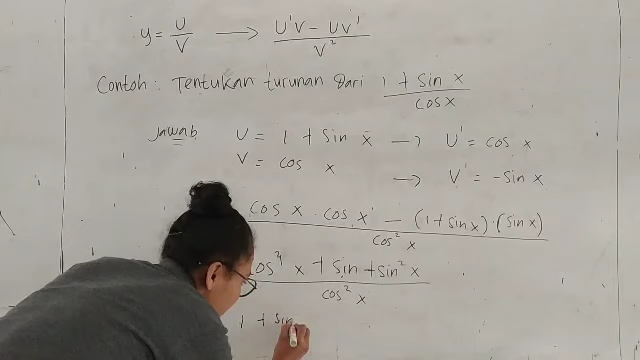 y = U/V → U'V - UV'/V²
Contoh : Tentukan turunan dari 1 + sin x/cos x
Jawab U = 1 + sin x → U' = cos x
V = cos x → V' = -sin x
cos x · cos x - (1 + sin x) · (sin x)/cos² x
cos² x + sin + sin² x/cos² x
1 + sin